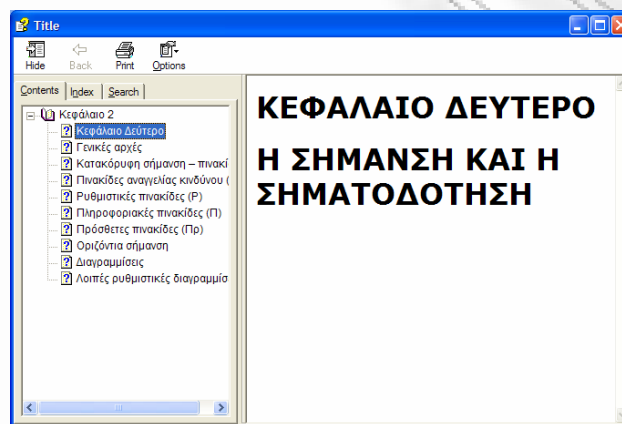 Title
Hide Back Print Options
Contents Index Search
Κεφάλαιο 2
Κεφάλαιο Δεύτερο
Γενικές αρχές
Κατακόρυφη σήμανση – πινακί
Πινακίδες αναγγελίας κινδύνου (
Ρυθμιστικές πινακίδες (Ρ)
Πληροφοριακές πινακίδες (Π)
Πρόσθετες πινακίδες (Πρ)
Οριζόντια σήμανση
Διαγραμμίσεις
Λοιπές ρυθμιστικές διαγραμμίσ
ΚΕΦΑΛΑΙΟ ΔΕΥΤΕΡΟ
Η ΣΗΜΑΝΣΗ ΚΑΙ Η
ΣΗΜΑΤΟΔΟΤΗΣΗ